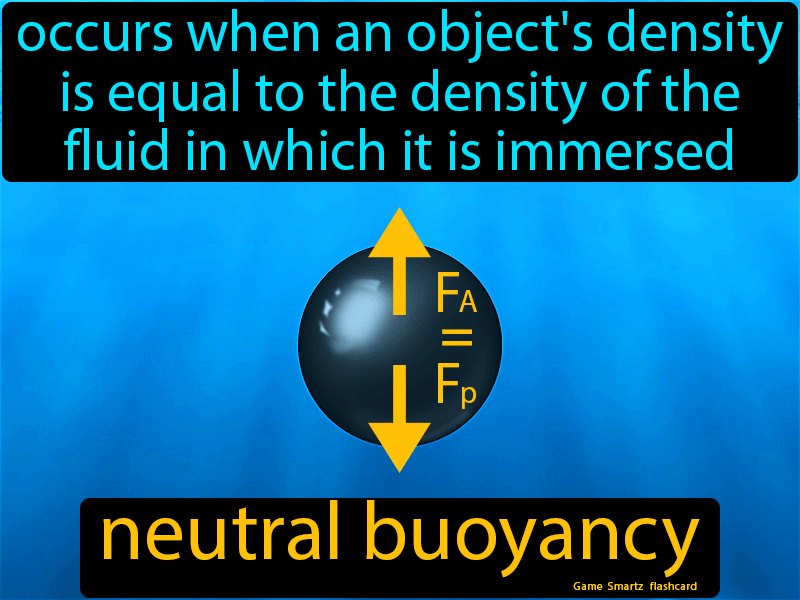 occurs when an object's density
is equal to the density of the
fluid in which it is immersed
FA
=
Fp
neutral buoyancy
Game Smartz flashcard